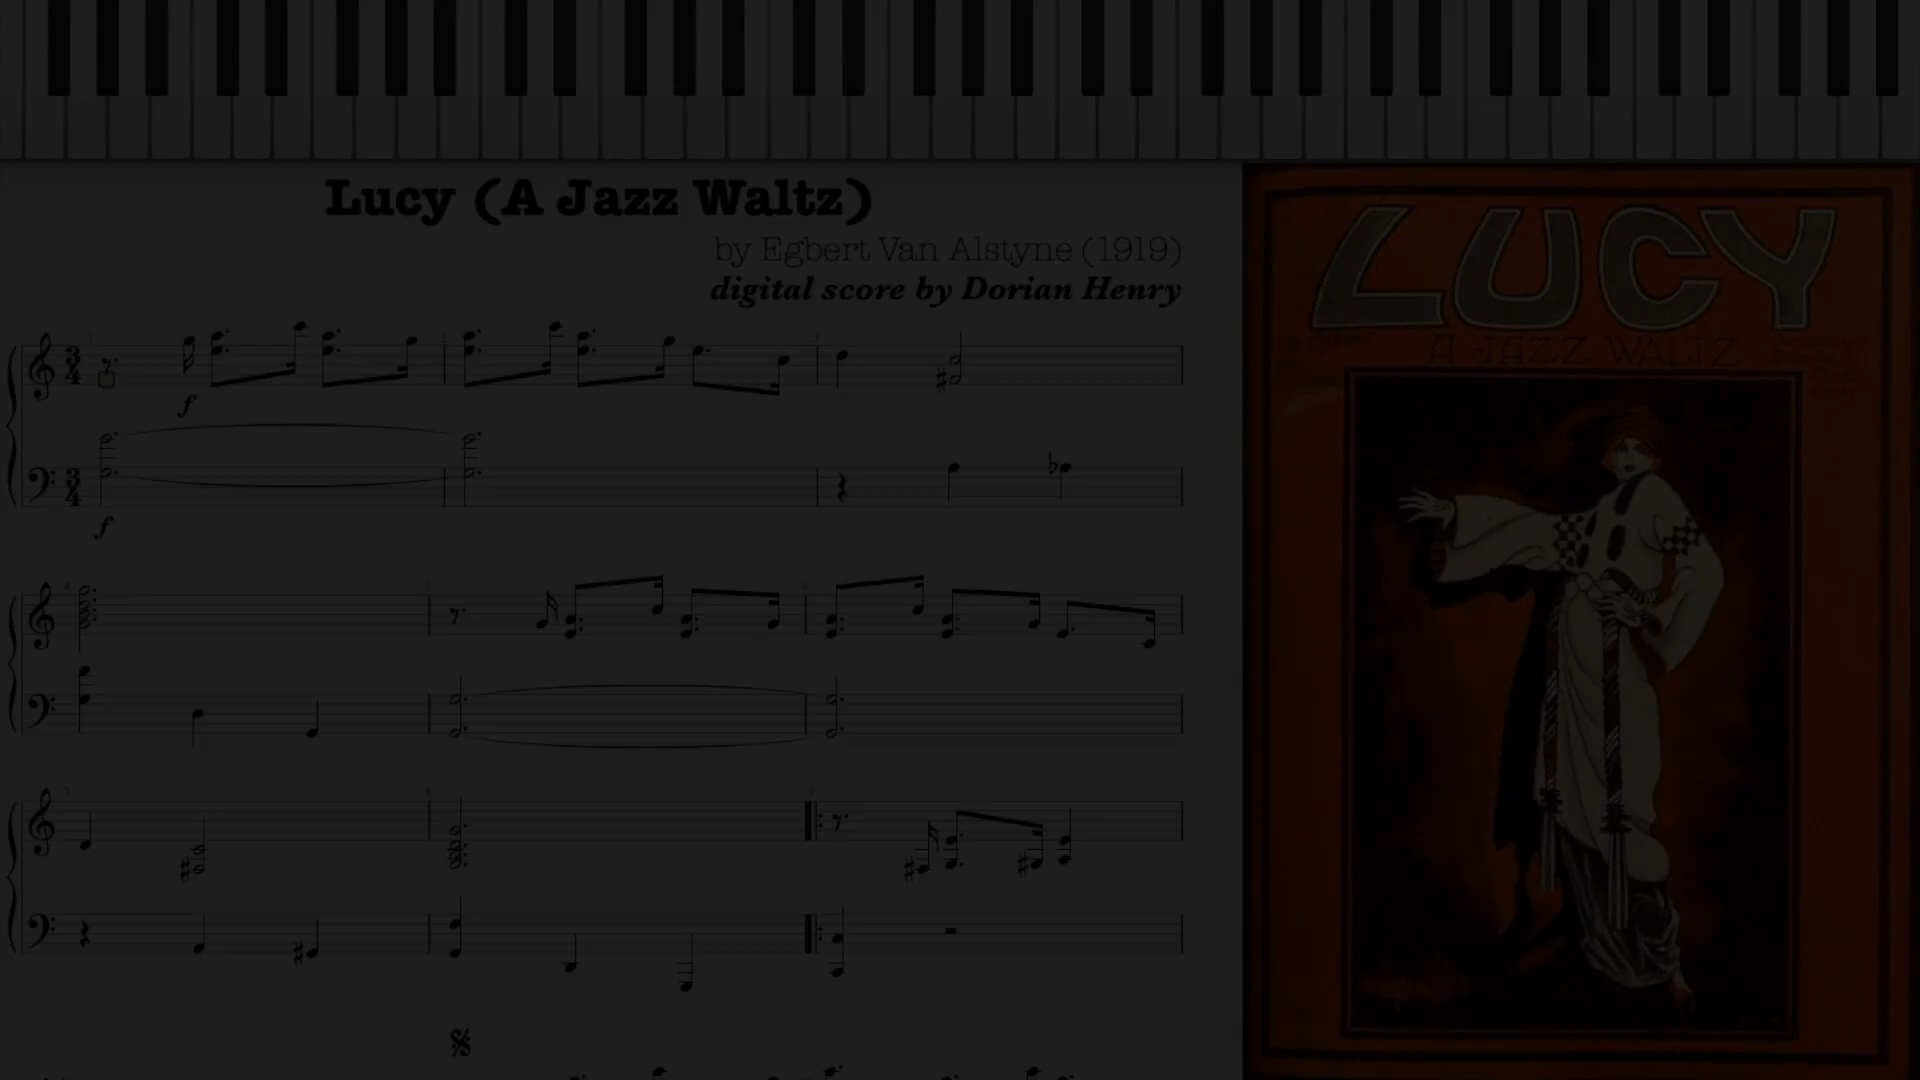 Lucy (A Jazz Waltz)
by Egbert Van Alstyne (1919)
digital score by Dorian Henry
LUCY
A JAZZ WALTZ